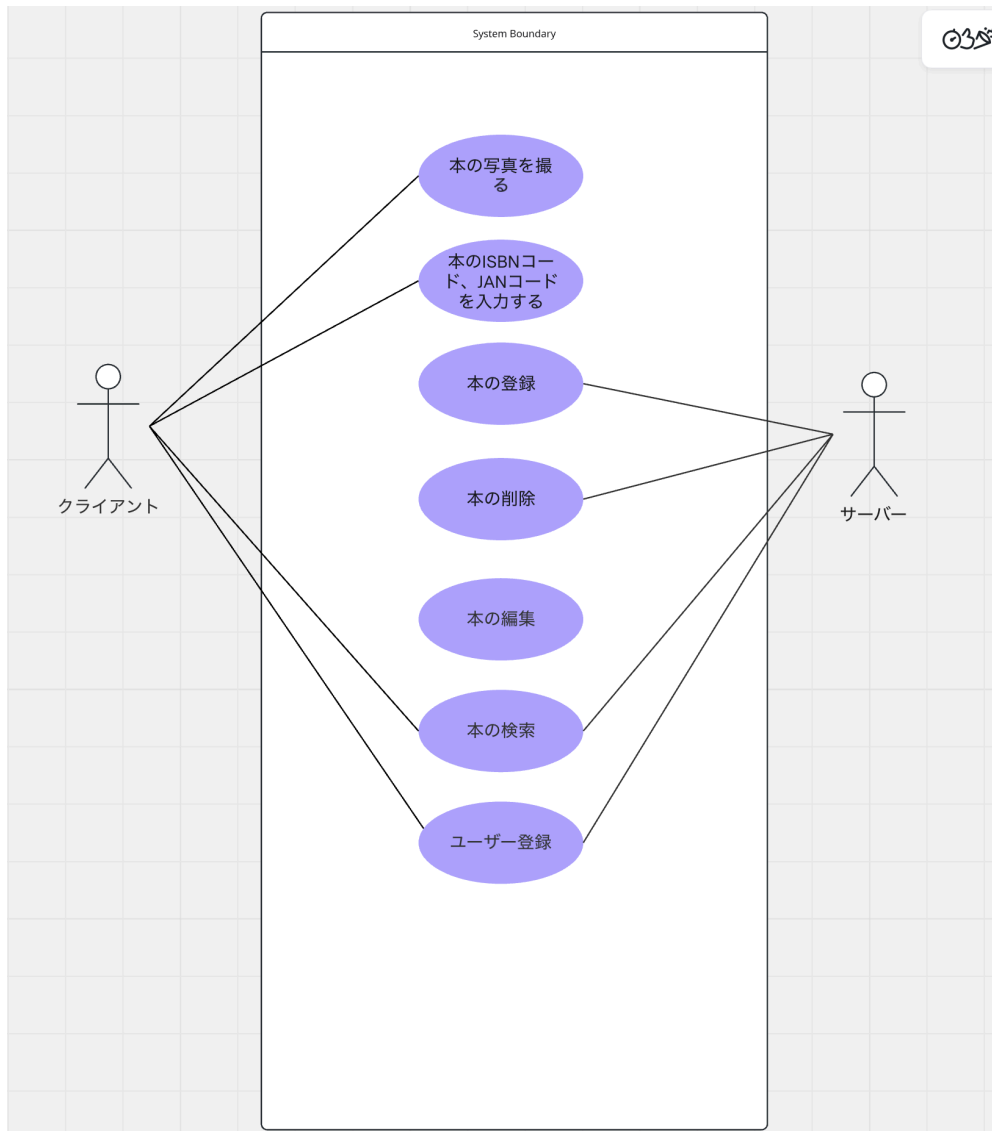 System Boundary
本の写真を撮
る
本のISBNコー
ド、JANコード
を入力する
本の登録
本の削除
クライアント
サーバー
本の編集
本の検索
ユーザー登録